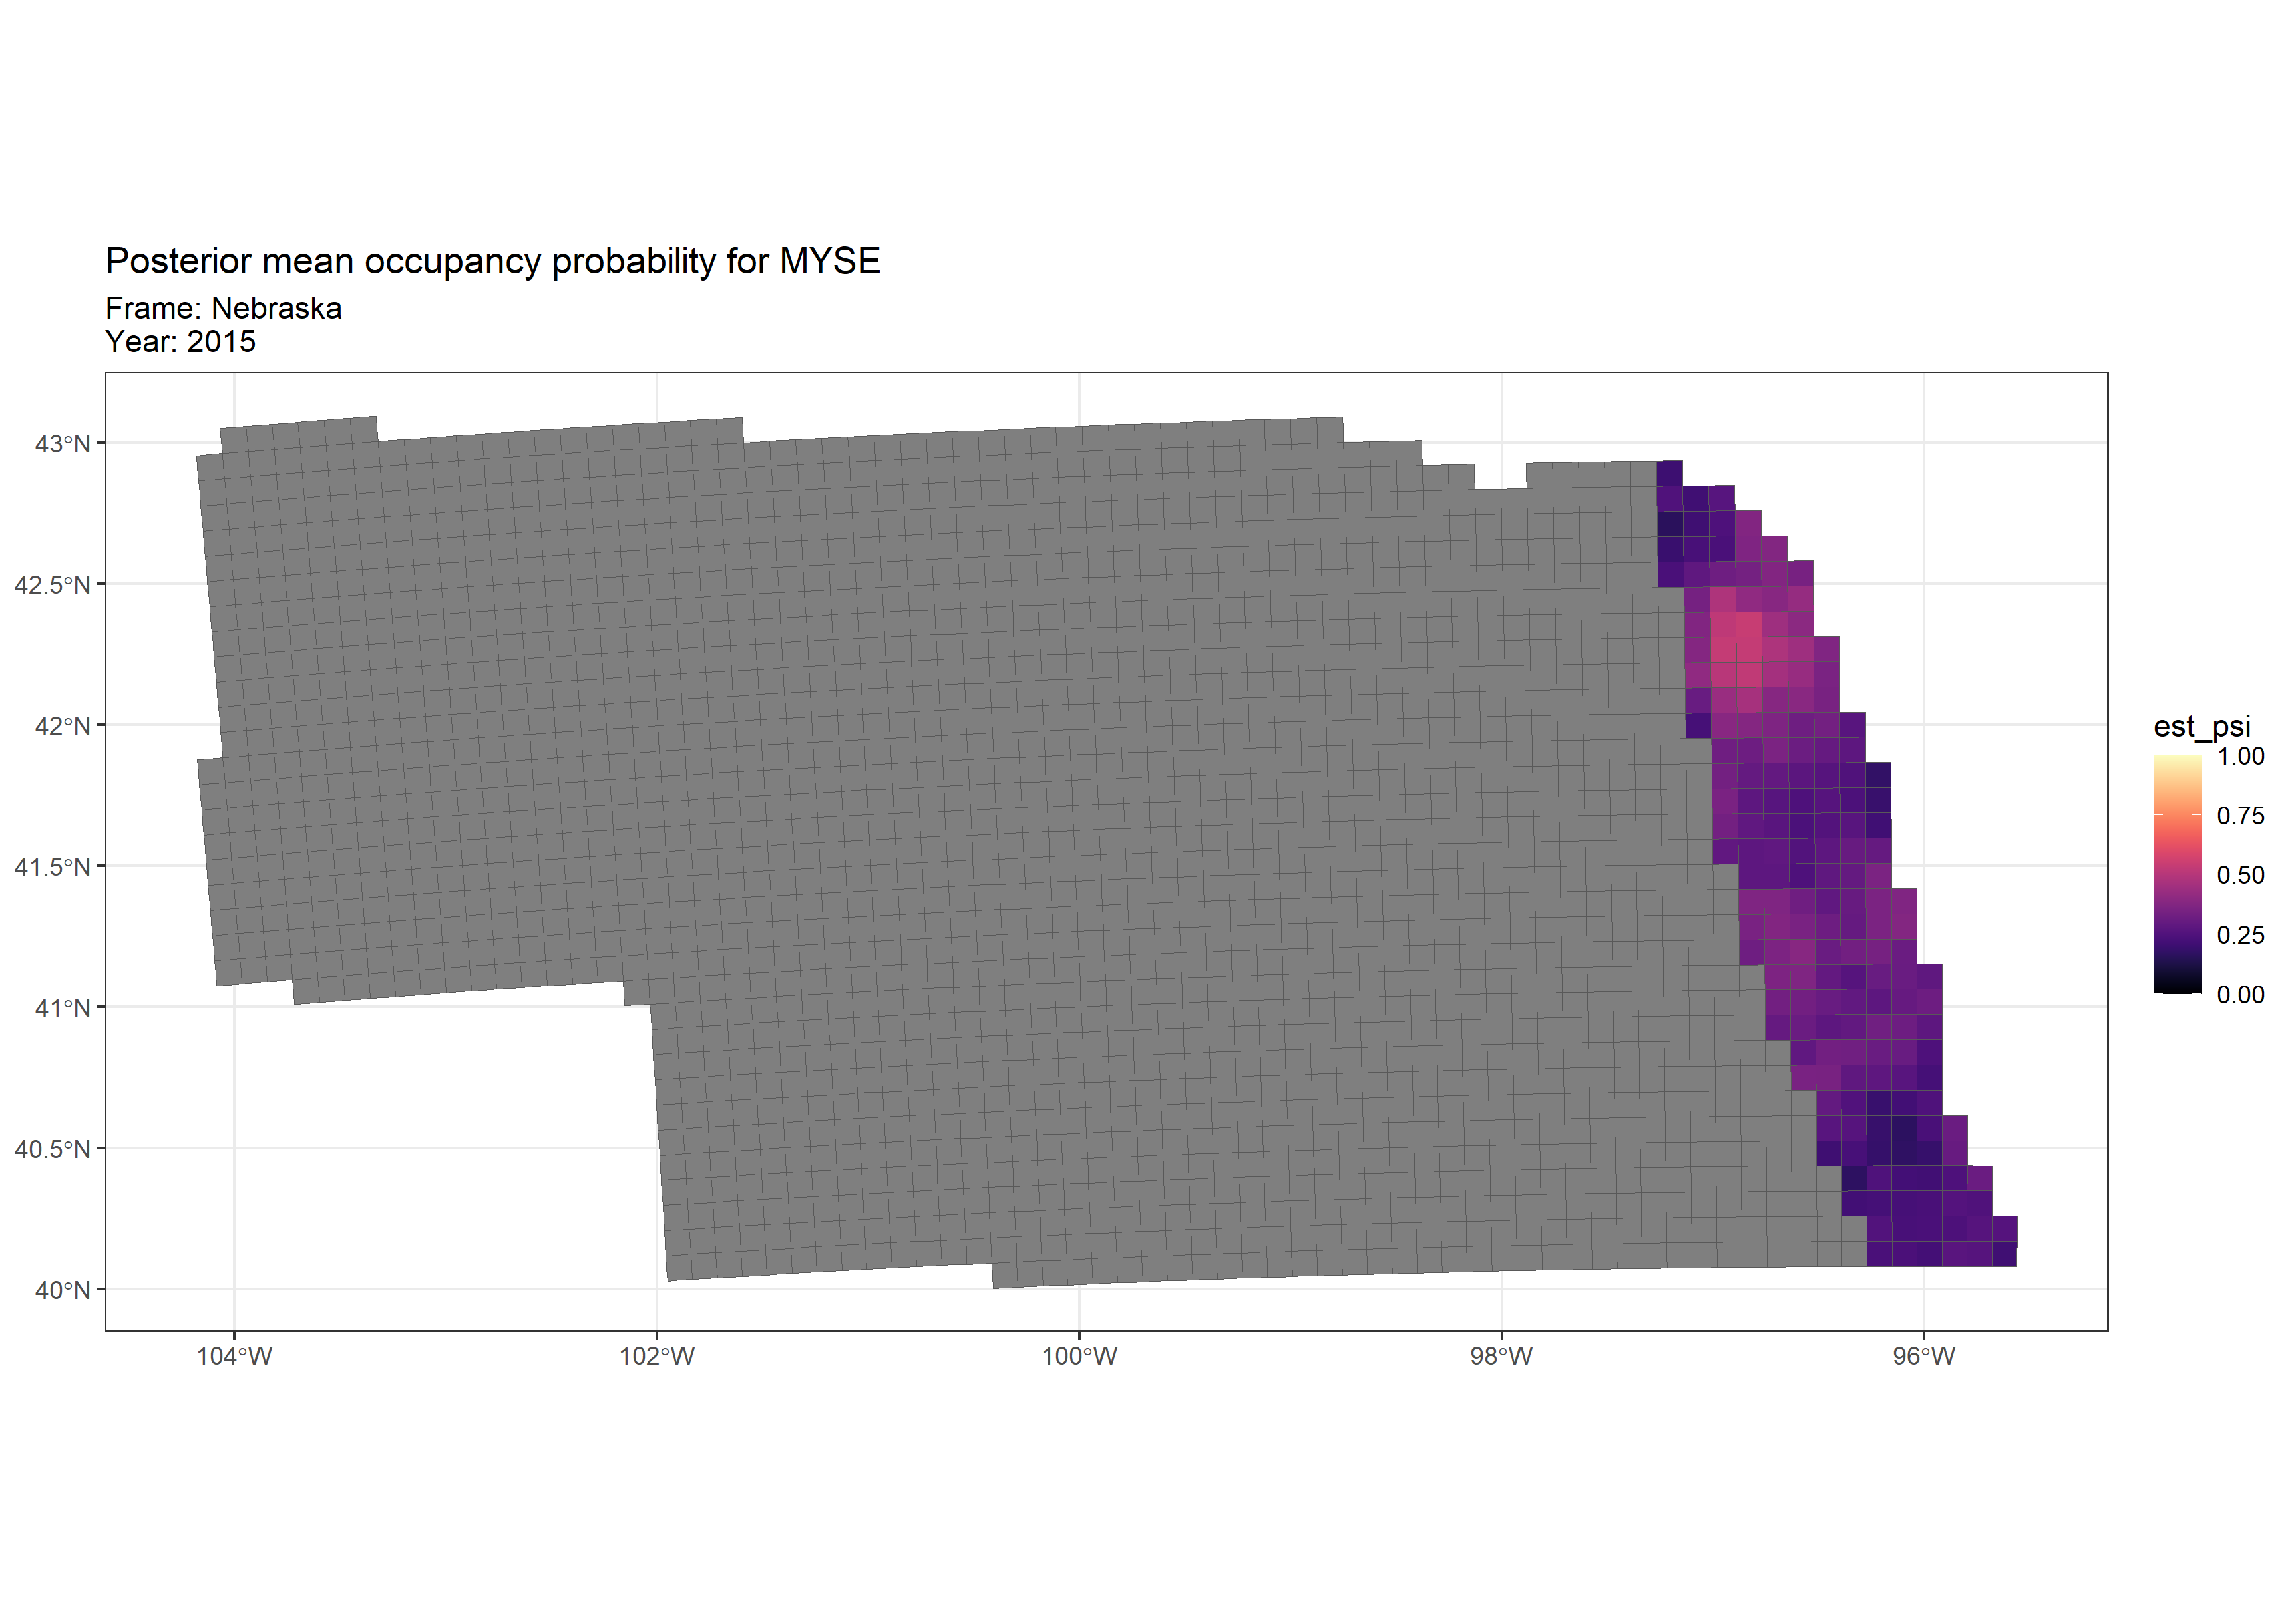 Posterior mean occupancy probability for MYSE
Frame: Nebraska
Year: 2015
43°N
42.5°N
42°N
41.5°N
41°N
40.5°N
40°N
104°W
102°W
100°W
98°W
96°W
est_psi
1.00
0.75
0.50
0.25
0.00